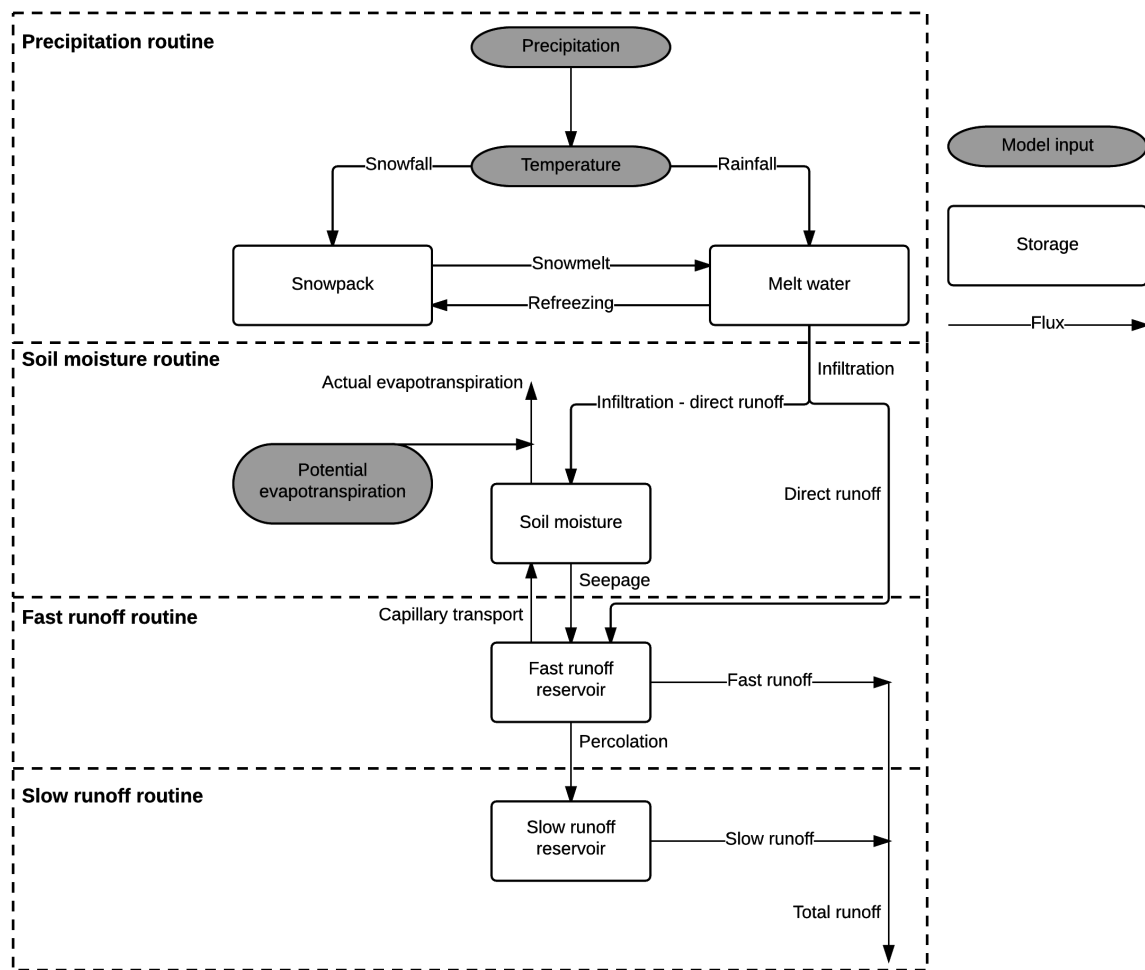 Precipitation routine
Precipitation
Model input
Snowfall
Temperature
Rainfall
Storage
Snowpack
Snowmelt
Melt water
Refreezing
Flux
Soil moisture routine
Infiltration
Actual evapotranspiration
Infiltration - direct runoff
Potential
evapotranspiration
Direct runoff
Soil moisture
Seepage
Fast runoff routine
Capillary transport
Fast runoff
reservoir
Fast runoff
Percolation
Slow runoff routine
Slow runoff
reservoir
Slow runoff
Total runoff